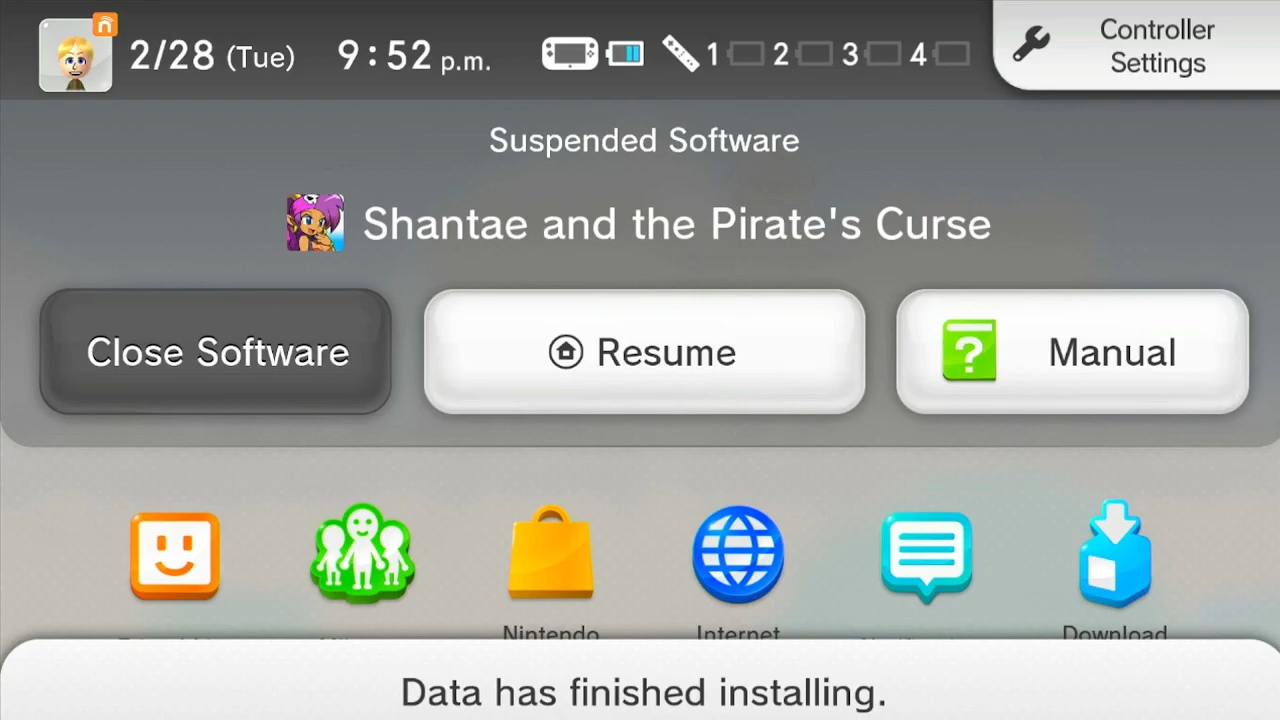 2/28 (Tue) 9:52 p.m. 1 2 3 4
Controller
Settings
Suspended Software
Shantae and the Pirate's Curse
Close Software
Resume
Manual
Nintendo Internet Download
Data has finished installing.